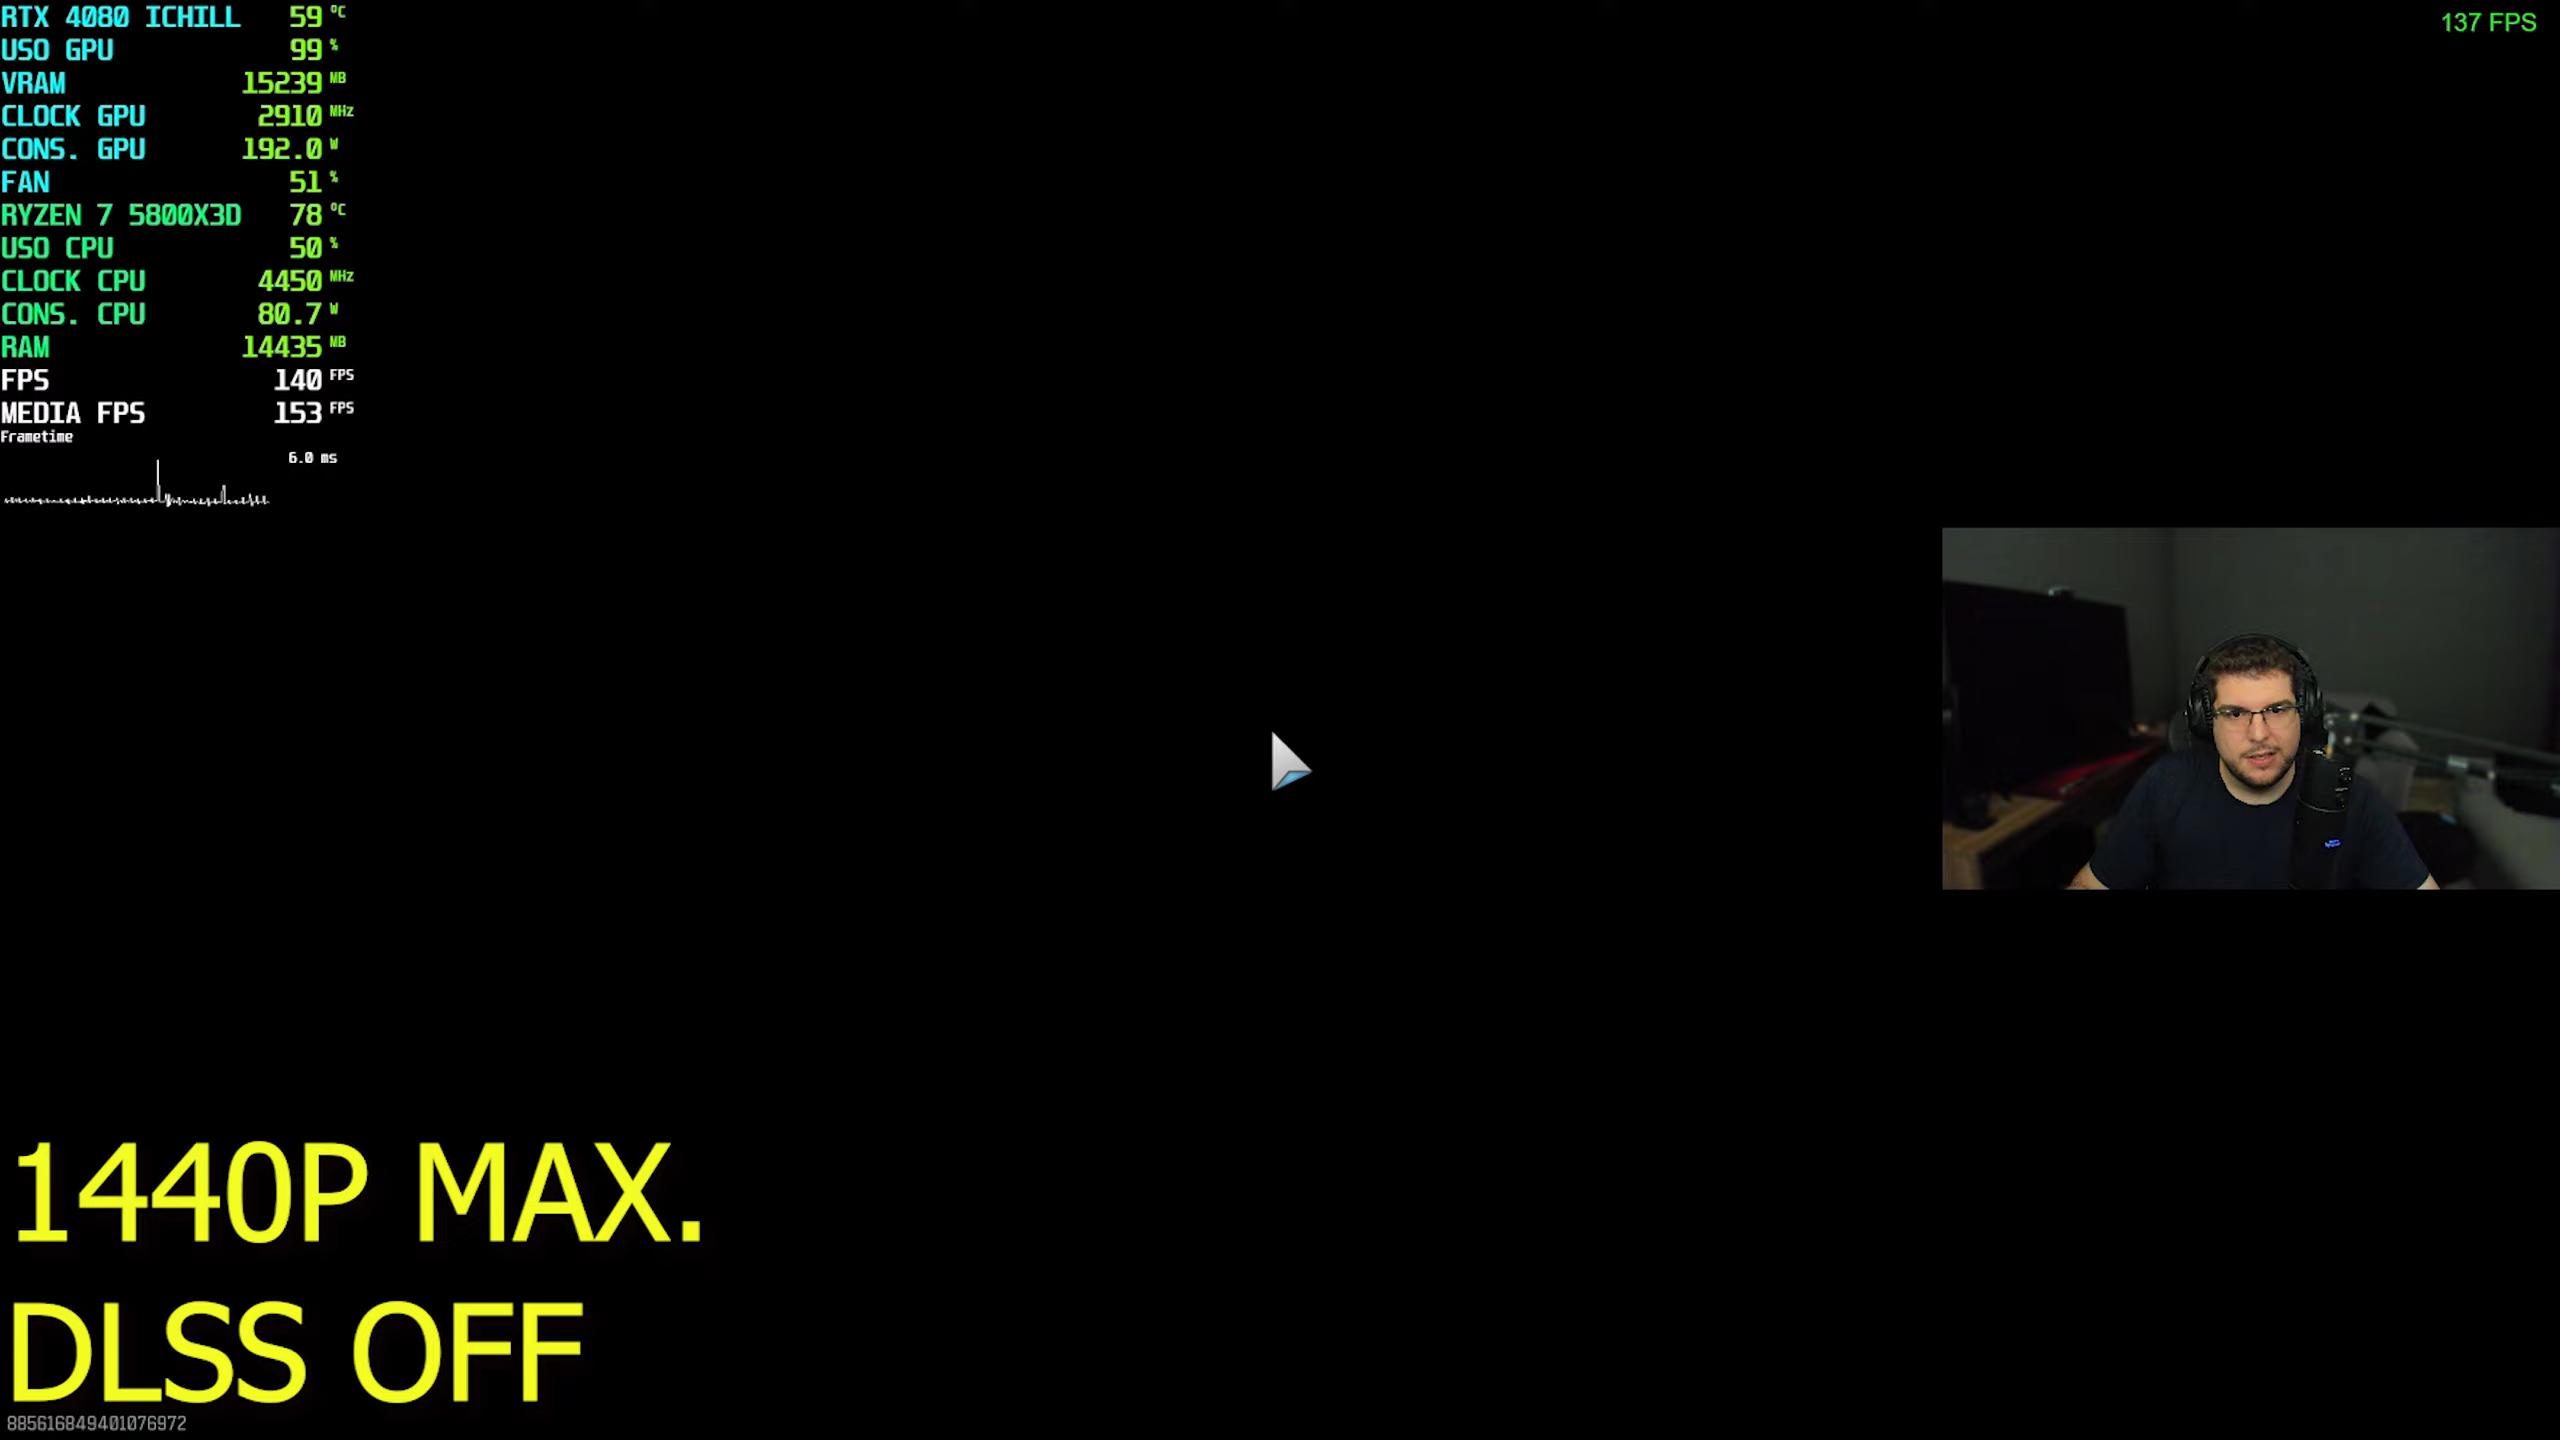 RTX 4080 ICHILL 59 °C
137 FPS
USO GPU 99 %
VRAM 15239 MB
CLOCK GPU 2910 MHz
CONS. GPU 192.0 W
FAN 51 %
RYZEN 7 5800X3D 78 °C
USO CPU 50 %
CLOCK CPU 4450 MHz
CONS. CPU 80.7 W
RAM 14435 MB
FPS 140 FPS
MEDIA FPS 153 FPS
Frametime
6.0 ms
1440P MAX.
DLSS OFF
885616849401076972